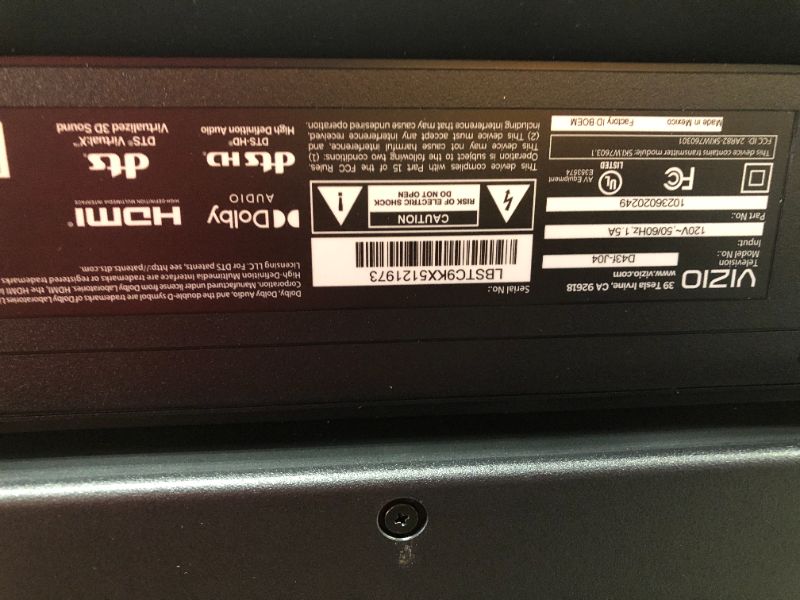 VIZIO
39 Tesla Irvine, CA 92618
www.vizio.com
Television
Model No.:
D43f-J04
Input:
120V~,50/60Hz,1.5A
Part No.:
10236020249
FC
UL
LISTED
AV Equipment
E363574
This device contains transmitter module: SKI.W7603.1.
FCC ID: 2AR82-SKIW760301
Made in Mexico
Factory ID BOEM
Serial No.:
LBSTC9KX5121973
CAUTION
RISK OF ELECTRIC SHOCK
DO NOT OPEN
This device complies with Part 15 of the FCC Rules.
Operation is subject to the following two conditions: (1)
This device may not cause harmful interference, and
(2) this device must accept any interference received,
including interference that may cause undesired operation.
Dolby, Dolby Audio, and the double-D symbol are trademarks of Dolby Laboratories
Corporation. Manufactured under license from Dolby Laboratories. HDMI, the HDMI
High-Definition Multimedia Interface are trademarks or registered trademarks
Licensing LLC. For DTS patents, see http://patents.dts.com.
Dolby
AUDIO
HDMI
HIGH-DEFINITION MULTIMEDIA INTERFACE
dts HD
DTS-HD®
High Definition Audio
dts
DTS® Virtual:X™
Virtualized 3D Sound